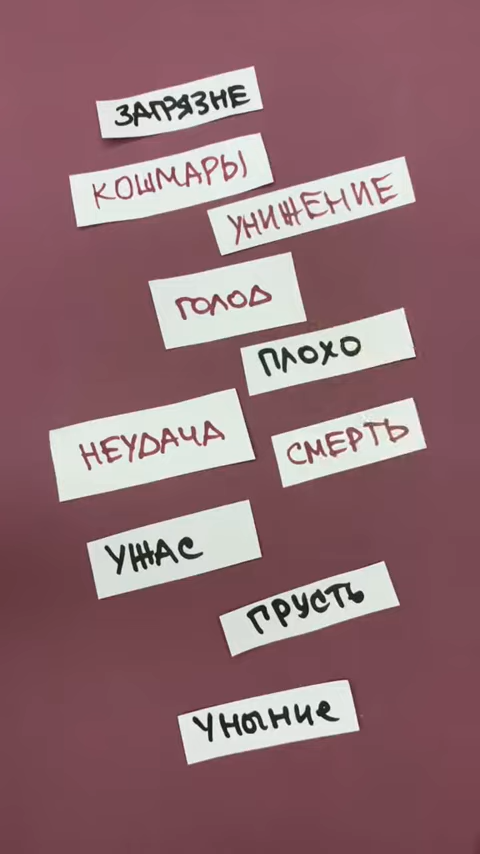 ЗАГРЯЗНЕ
КОШМАРЫ
УНИЖЕНИЕ
ГОЛОД
ПЛОХО
НЕУДАЧА
СМЕРТЬ
УЖАС
ГРУСТЬ
Уныние